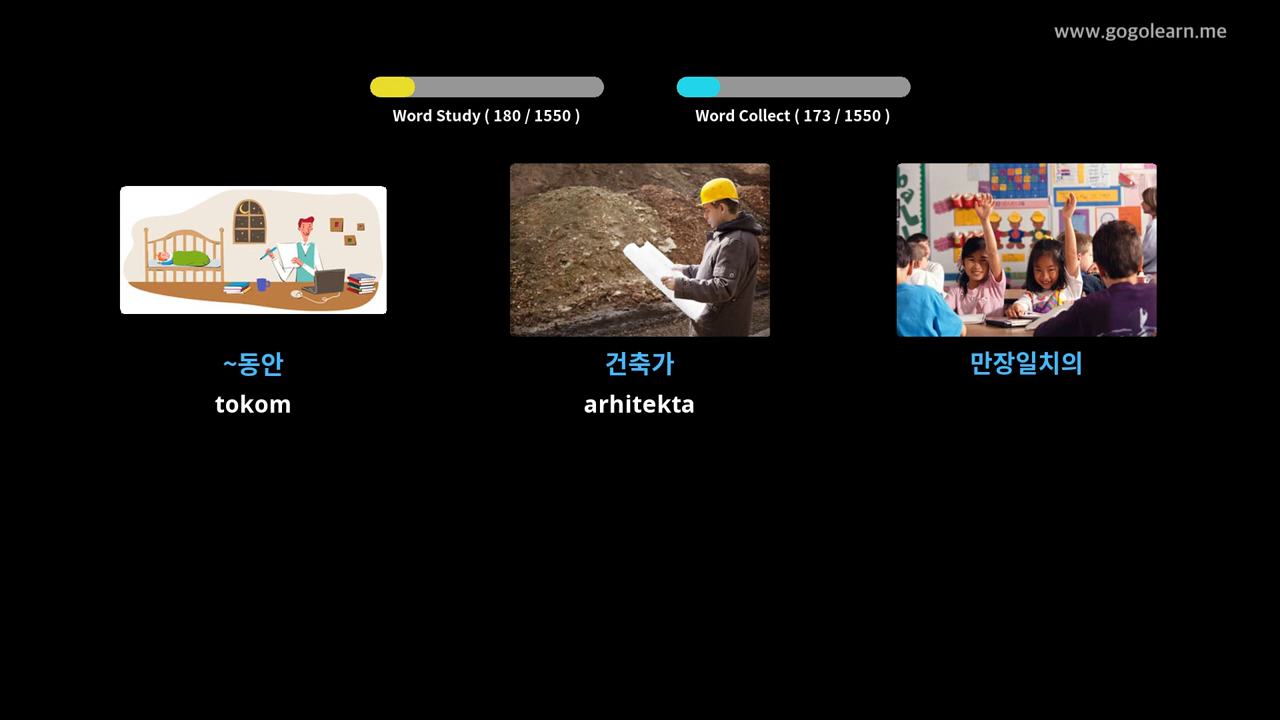 www.gogolearn.me
Word Study ( 180 / 1550 )
Word Collect ( 173 / 1550 )
~동안
건축가
만장일치의
tokom
arhitekta